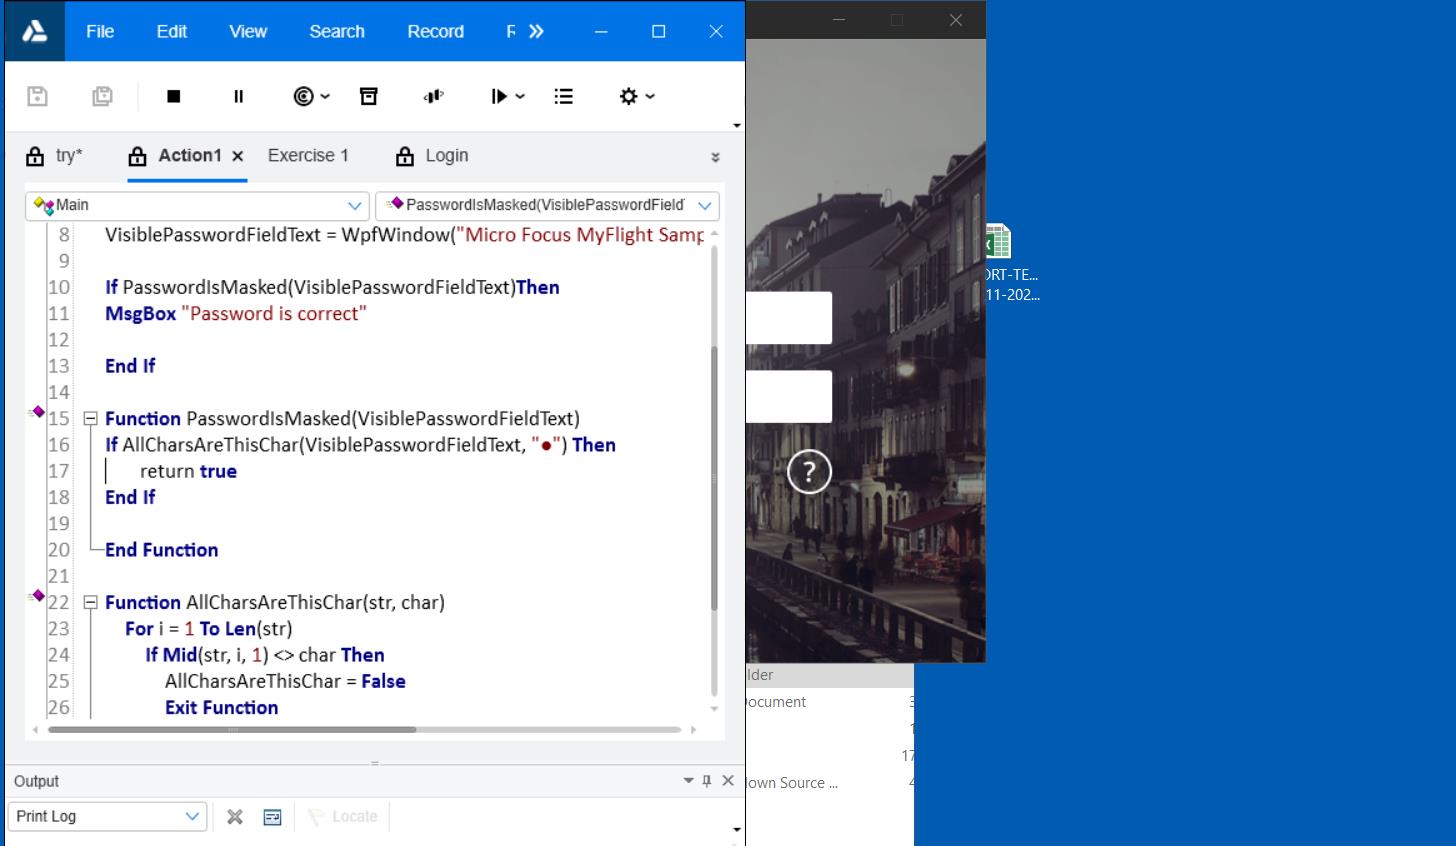 File Edit View Search Record
try* Action1 Exercise 1 Login
Main PasswordIsMasked(VisiblePasswordField
8 VisiblePasswordFieldText = WpfWindow("Micro Focus MyFlight Samp
9
10 If PasswordIsMasked(VisiblePasswordFieldText)Then
11 MsgBox "Password is correct"
12
13 End If
14
15 Function PasswordIsMasked(VisiblePasswordFieldText)
16 If AllCharsAreThisChar(VisiblePasswordFieldText, "●") Then
17 return true
18 End If
19
20 End Function
21
22 Function AllCharsAreThisChar(str, char)
23 For i = 1 To Len(str)
24 If Mid(str, i, 1) <> char Then
25 AllCharsAreThisChar = False
26 Exit Function
Output
Print Log Locate
?
ORT-TE...
11-202...
lder
Document 3
1
17
own Source ... 4